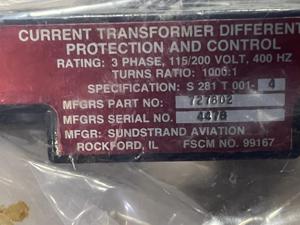 CURRENT TRANSFORMER DIFFERENT
PROTECTION AND CONTROL
RATING: 3 PHASE, 115/200 VOLT, 400 HZ
TURNS RATIO: 1000:1
SPECIFICATION: S 281 T 001- 4
MFGRS PART NO: 727602
MFGRS SERIAL NO: 4478
MFGR: SUNDSTRAND AVIATION
ROCKFORD, IL FSCM NO. 99167